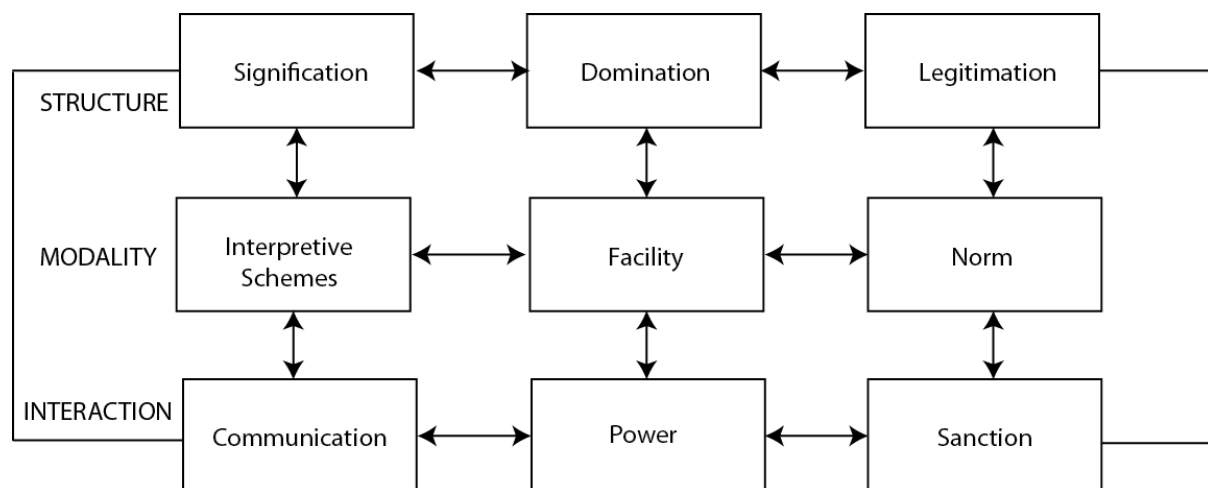 Signification
Domination
Legitimation
STRUCTURE
MODALITY
Interpretive
Schemes
Facility
Norm
INTERACTION
Communication
Power
Sanction